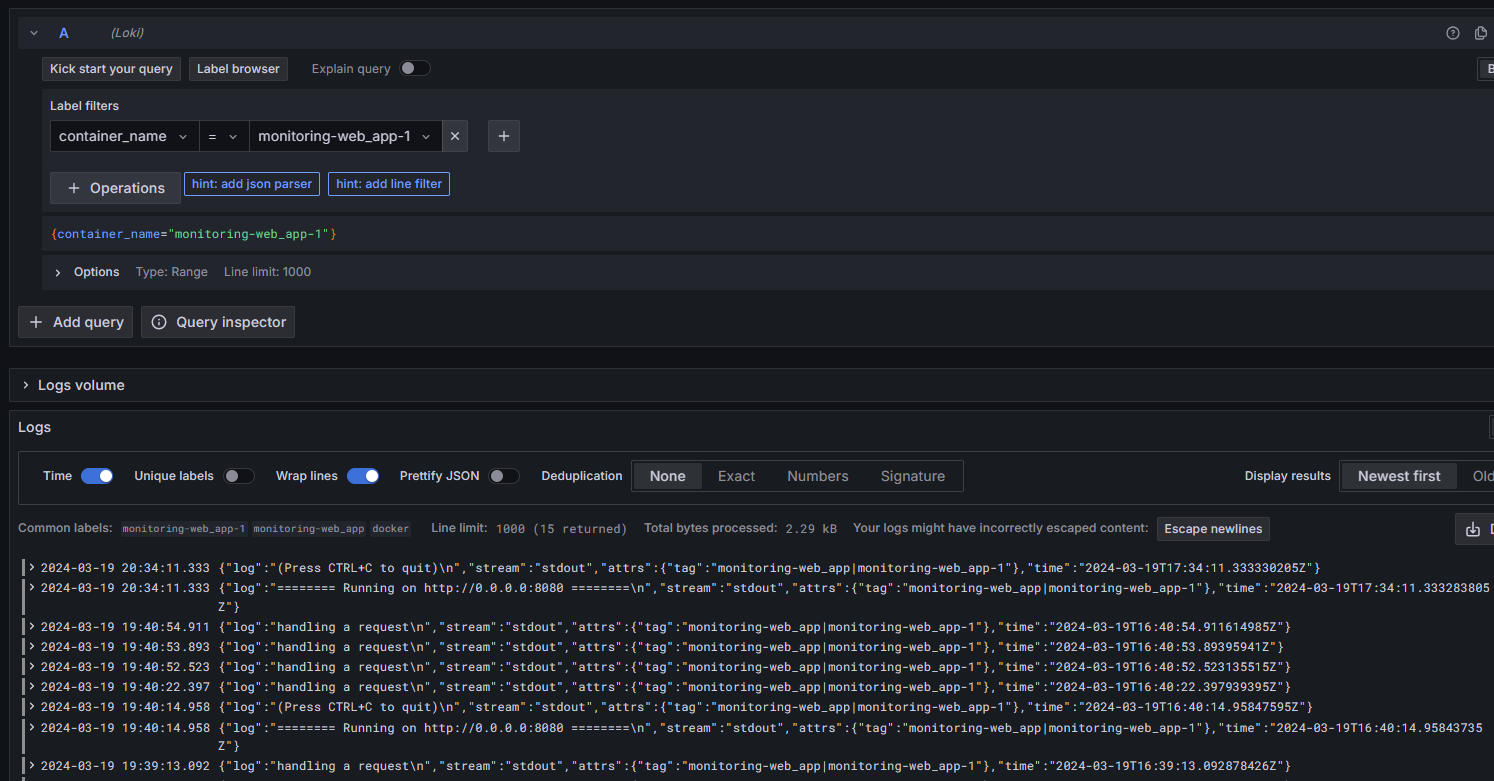 A (Loki)
Kick start your query Label browser Explain query
Label filters
container_name = monitoring-web_app-1
Operations hint: add json parser hint: add line filter
{container_name="monitoring-web_app-1"}
Options Type: Range Line limit: 1000
Add query Query inspector
Logs volume
Logs
Time Unique labels Wrap lines Prettify JSON Deduplication None Exact Numbers Signature Display results Newest first Old
Common labels: monitoring-web_app-1 monitoring-web_app docker Line limit: 1000 (15 returned) Total bytes processed: 2.29 kB Your logs might have incorrectly escaped content: Escape newlines
2024-03-19 20:34:11.333 {"log":"(Press CTRL+C to quit)\n","stream":"stdout","attrs":{"tag":"monitoring-web_app|monitoring-web_app-1"},"time":"2024-03-19T17:34:11.333330205Z"}
2024-03-19 20:34:11.333 {"log":"======== Running on http://0.0.0.0:8080 ========\n","stream":"stdout","attrs":{"tag":"monitoring-web_app|monitoring-web_app-1"},"time":"2024-03-19T17:34:11.333283805
Z"}
2024-03-19 19:40:54.911 {"log":"handling a request\n","stream":"stdout","attrs":{"tag":"monitoring-web_app|monitoring-web_app-1"},"time":"2024-03-19T16:40:54.911614985Z"}
2024-03-19 19:40:53.893 {"log":"handling a request\n","stream":"stdout","attrs":{"tag":"monitoring-web_app|monitoring-web_app-1"},"time":"2024-03-19T16:40:53.89395941Z"}
2024-03-19 19:40:52.523 {"log":"handling a request\n","stream":"stdout","attrs":{"tag":"monitoring-web_app|monitoring-web_app-1"},"time":"2024-03-19T16:40:52.523135515Z"}
2024-03-19 19:40:22.397 {"log":"handling a request\n","stream":"stdout","attrs":{"tag":"monitoring-web_app|monitoring-web_app-1"},"time":"2024-03-19T16:40:22.397939395Z"}
2024-03-19 19:40:14.958 {"log":"(Press CTRL+C to quit)\n","stream":"stdout","attrs":{"tag":"monitoring-web_app|monitoring-web_app-1"},"time":"2024-03-19T16:40:14.95847595Z"}
2024-03-19 19:40:14.958 {"log":"======== Running on http://0.0.0.0:8080 ========\n","stream":"stdout","attrs":{"tag":"monitoring-web_app|monitoring-web_app-1"},"time":"2024-03-19T16:40:14.95843735
Z"}
2024-03-19 19:39:13.092 {"log":"handling a request\n","stream":"stdout","attrs":{"tag":"monitoring-web_app|monitoring-web_app-1"},"time":"2024-03-19T16:39:13.092878426Z"}